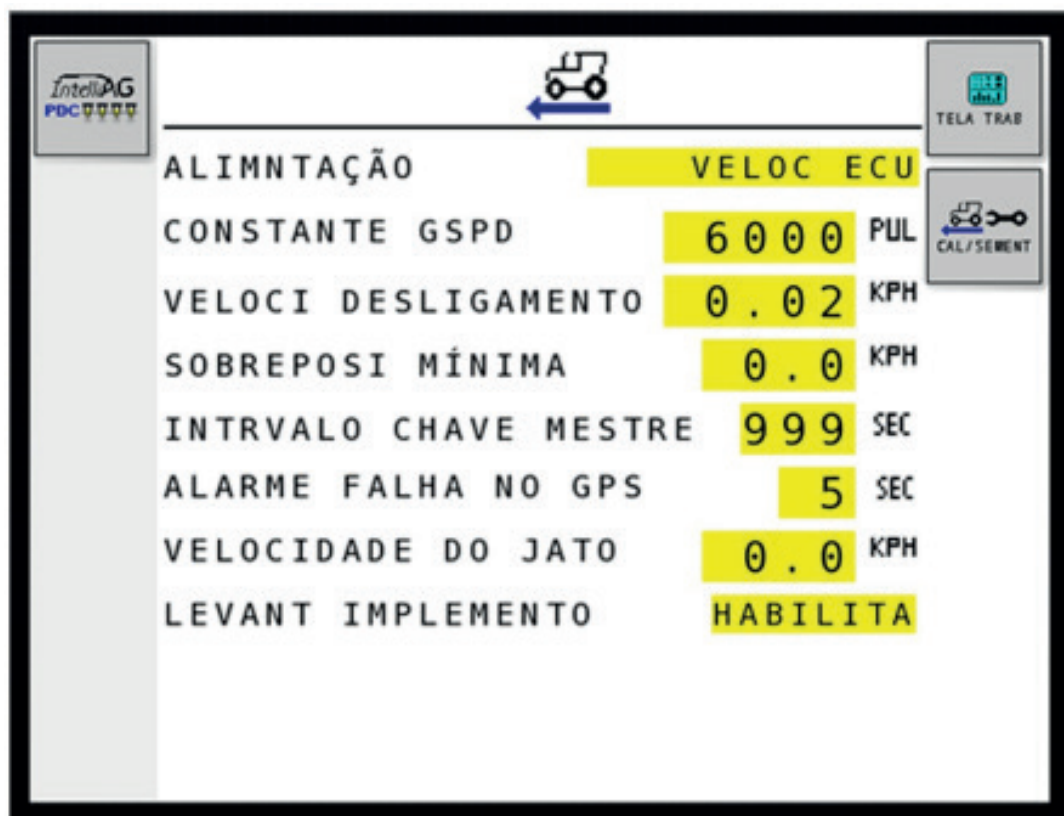 IntelliAG
PDC
TELA TRAB
ALIMNTAÇÃO VELOC ECU
CONSTANTE GSPD 6000 PUL
CAL/SEMENT
VELOCI DESLIGAMENTO 0.02 KPH
SOBREPOSI MÍNIMA 0.0 KPH
INTRVALO CHAVE MESTRE 999 SEC
ALARME FALHA NO GPS 5 SEC
VELOCIDADE DO JATO 0.0 KPH
LEVANT IMPLEMENTO HABILITA